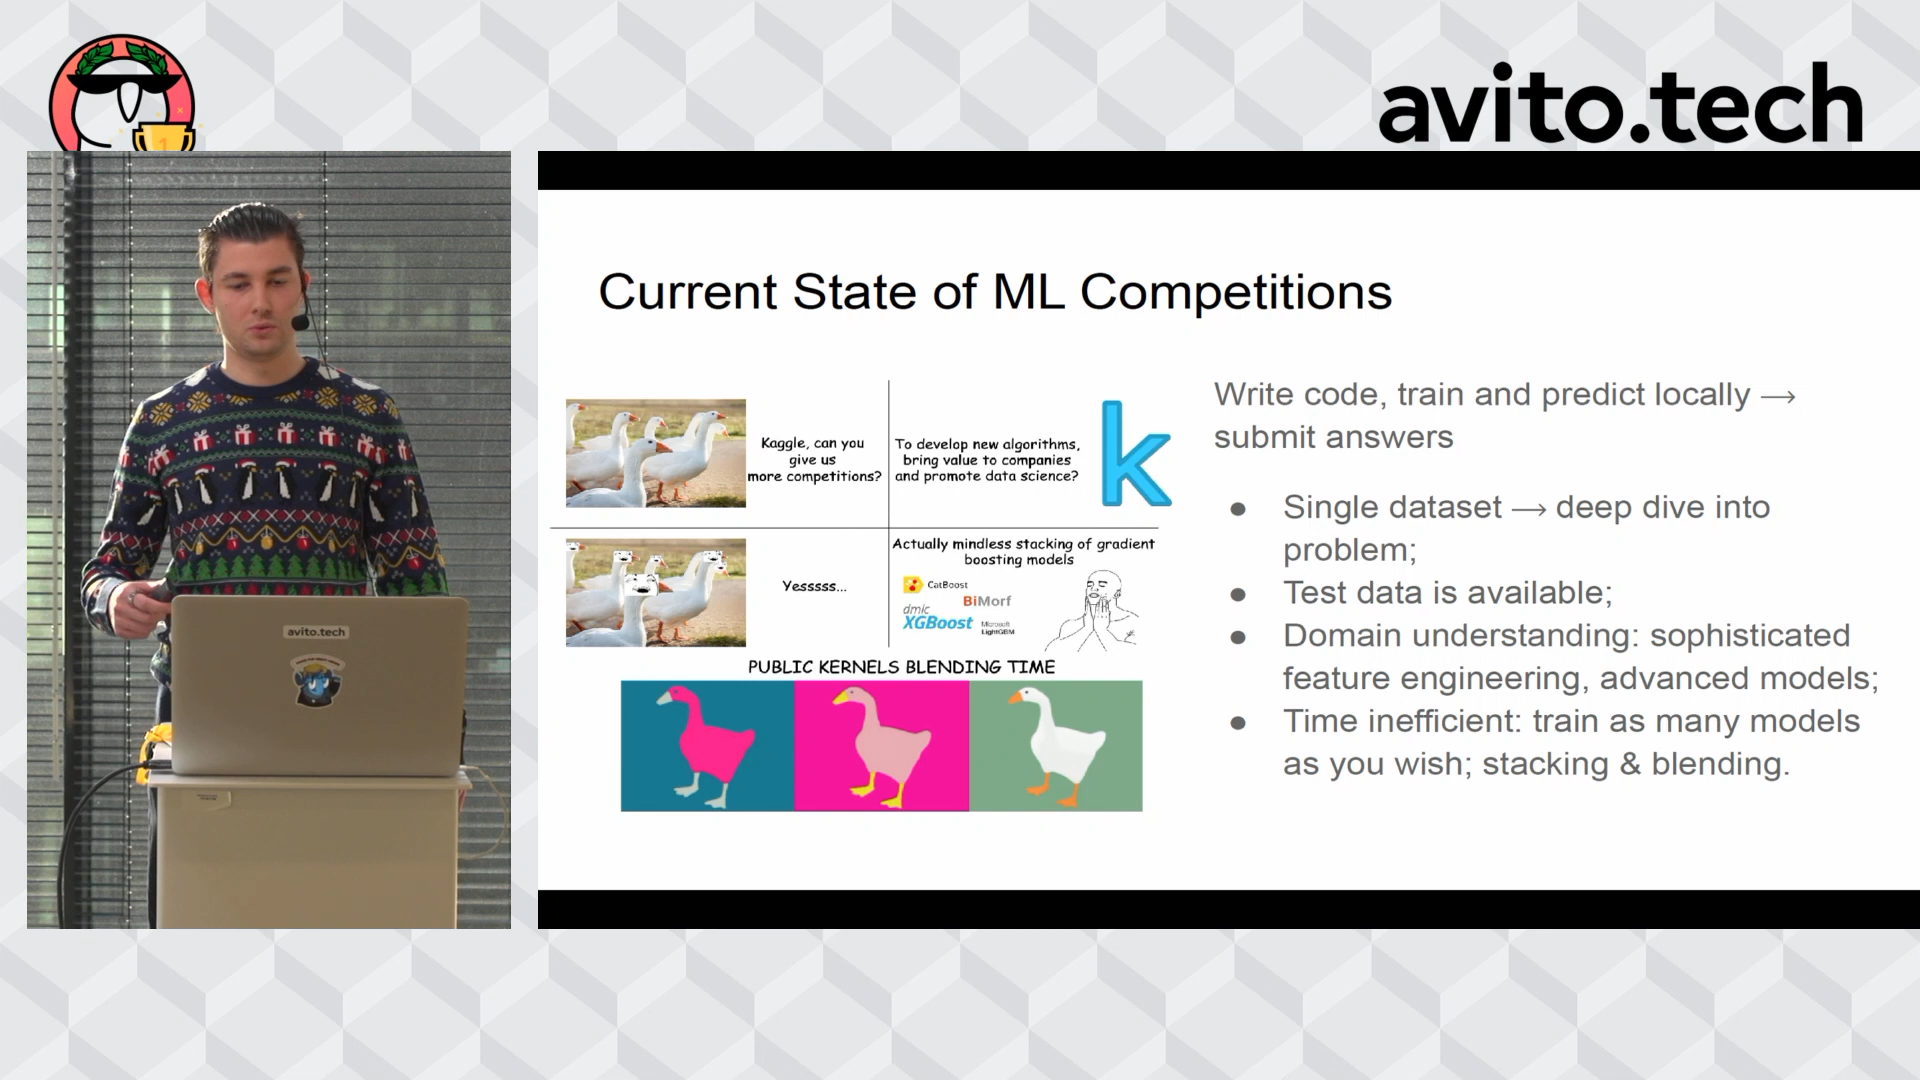 avito.tech
1
Current State of ML Competitions
Kaggle, can you
give us
more competitions?
To develop new algorithms,
bring value to companies
and promote data science?
k
Yesssss...
Actually mindless stacking of gradient
boosting models
CatBoost
BiMorf
dmlc
XGBoost
Microsoft
LightGBM
PUBLIC KERNELS BLENDING TIME
Write code, train and predict locally →
submit answers
● Single dataset → deep dive into
problem;
● Test data is available;
● Domain understanding: sophisticated
feature engineering, advanced models;
● Time inefficient: train as many models
as you wish; stacking & blending.
avito.tech